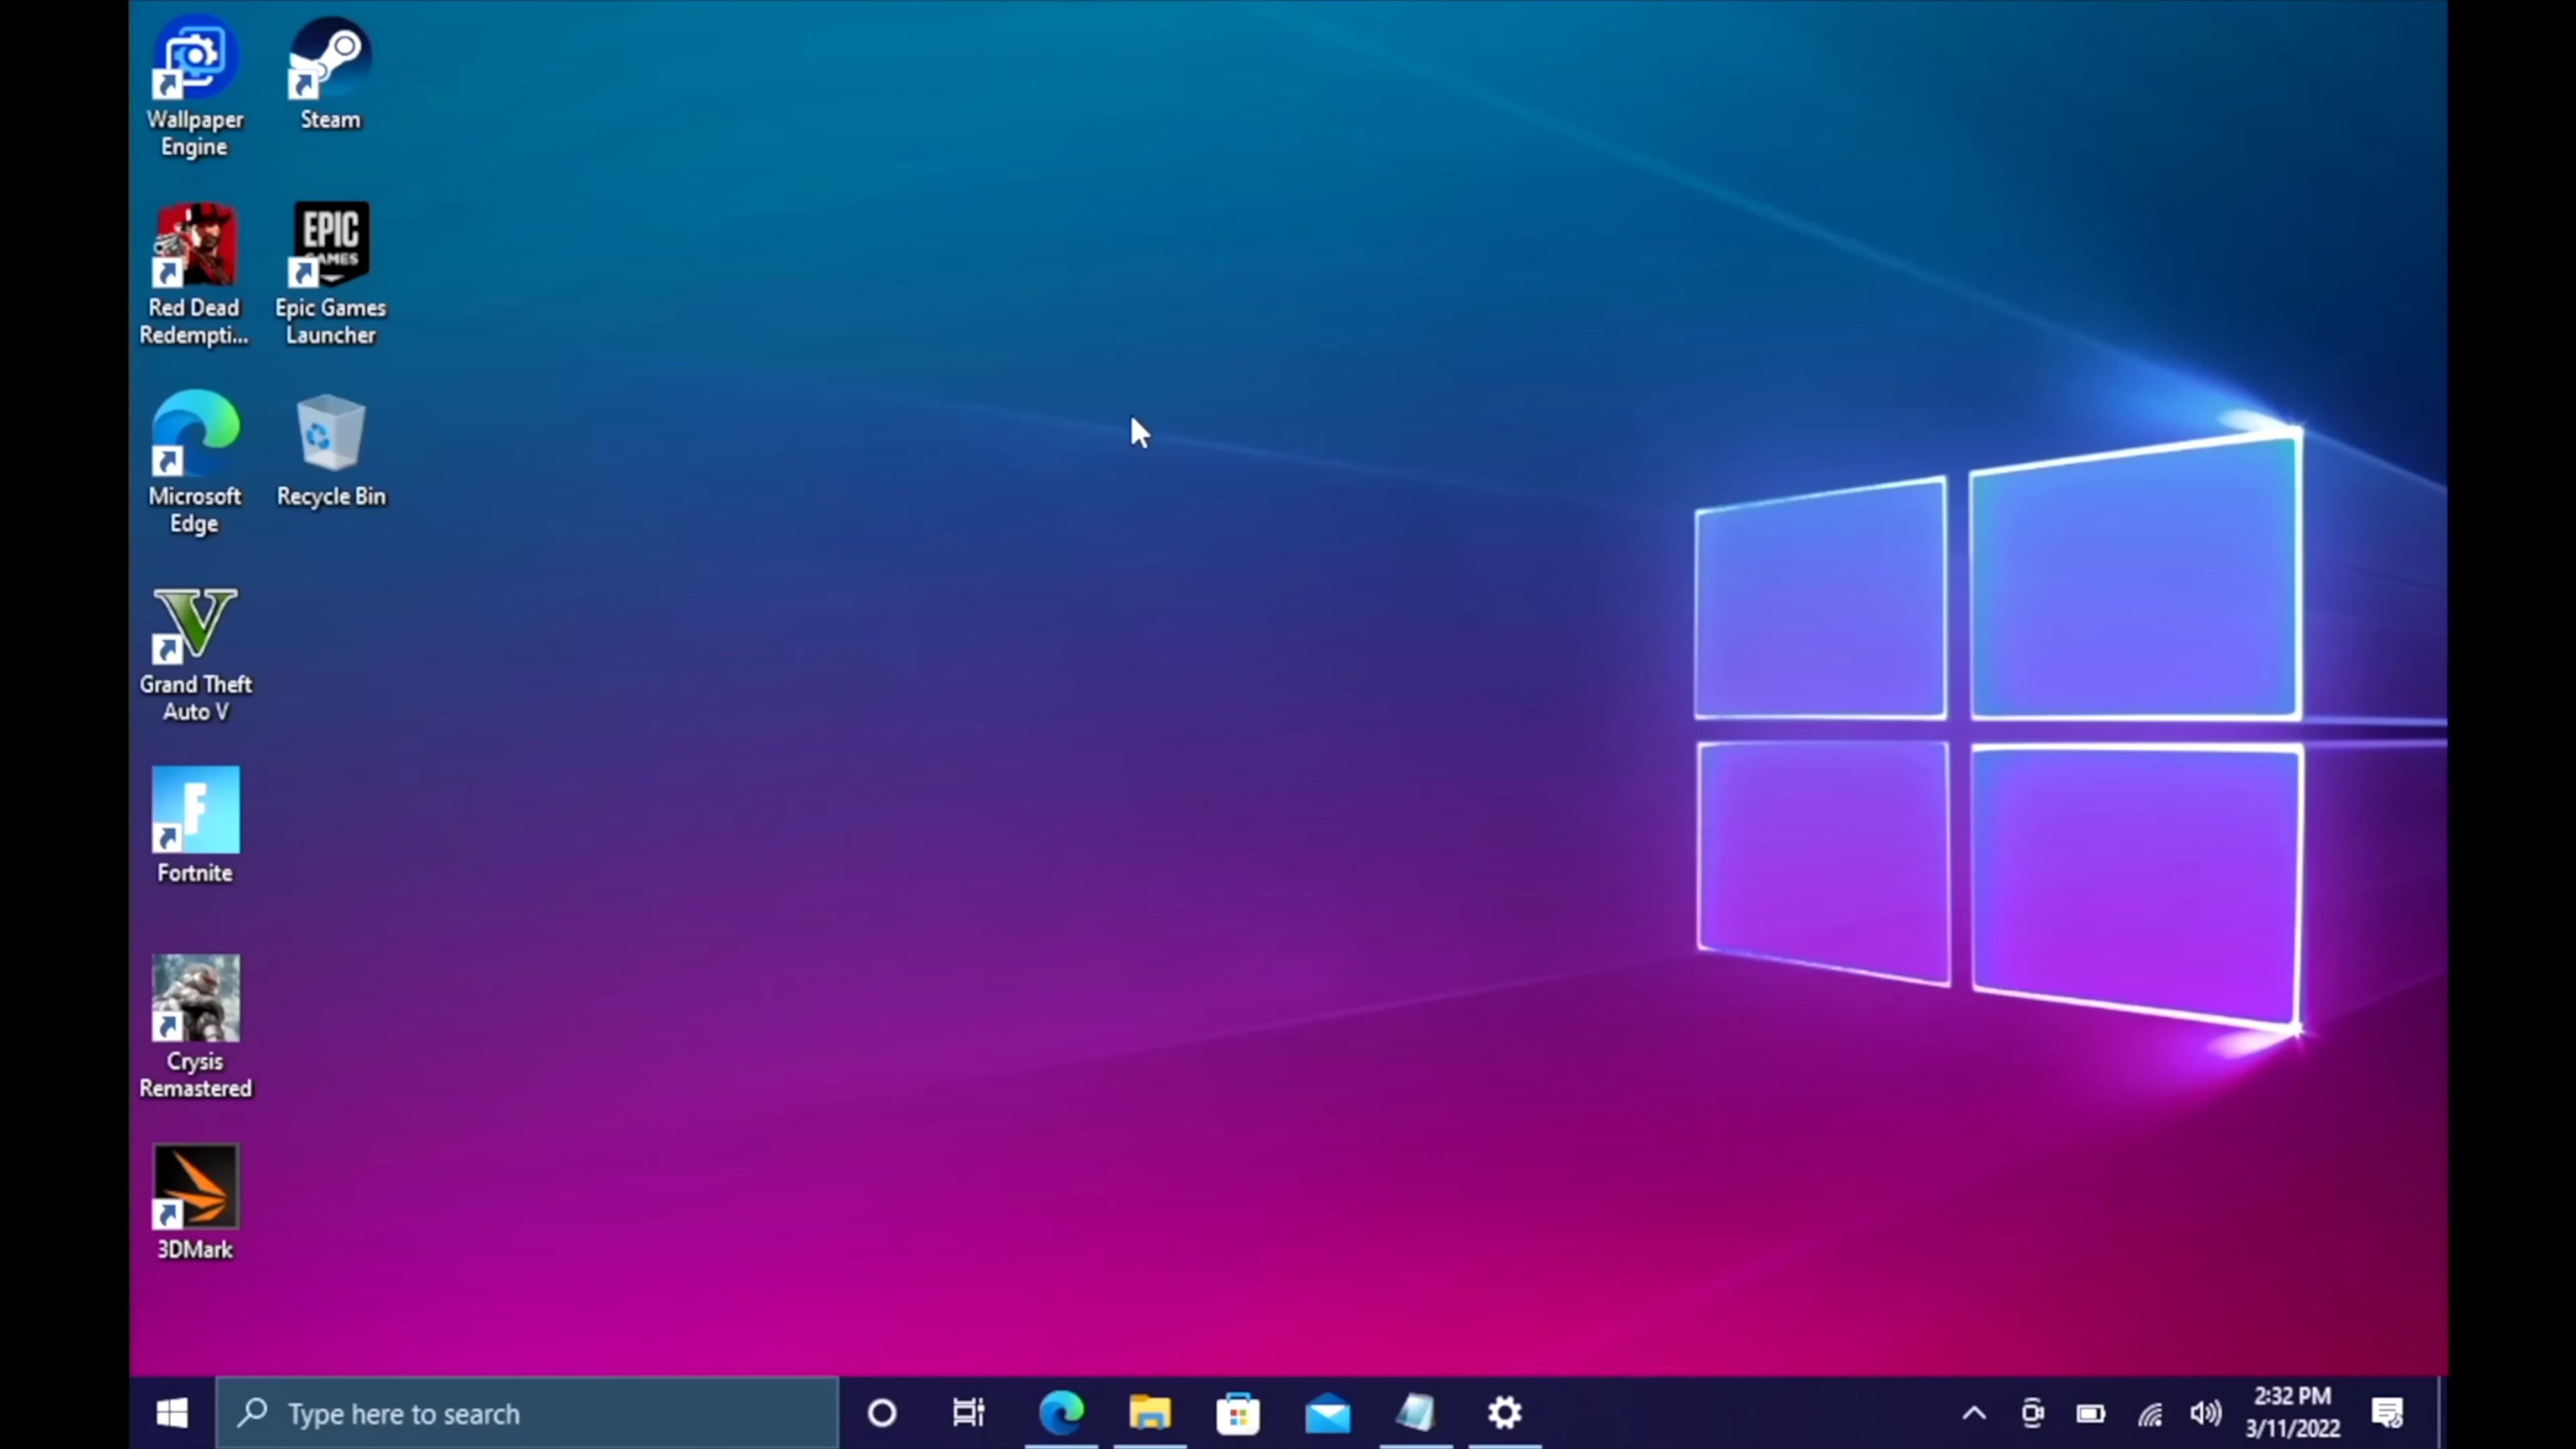 Wallpaper
Engine
Steam
Red Dead
Redempti...
EPIC
GAMES
Epic Games
Launcher
Microsoft
Edge
Recycle Bin
V
Grand Theft
Auto V
F
Fortnite
Crysis
Remastered
3DMark
Type here to search
2:32 PM
3/11/2022